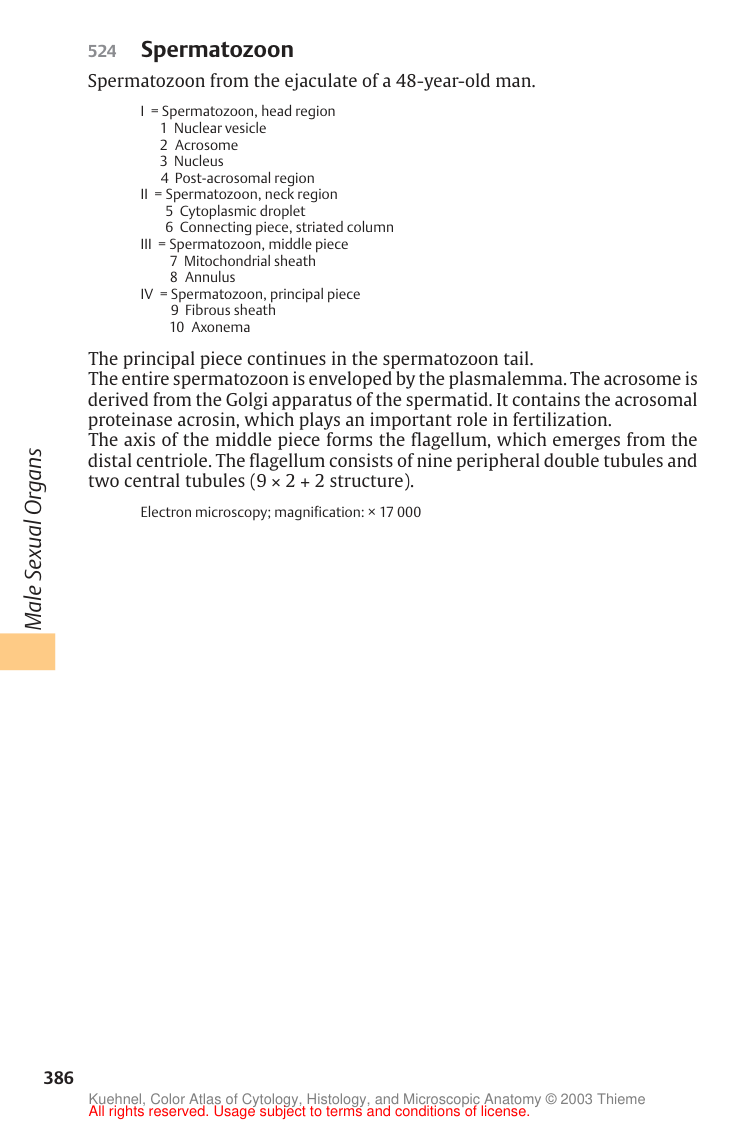 524 Spermatozoon
Spermatozoon from the ejaculate of a 48-year-old man.
I = Spermatozoon, head region
1 Nuclear vesicle
2 Acrosome
3 Nucleus
4 Post-acrosomal region
II = Spermatozoon, neck region
5 Cytoplasmic droplet
6 Connecting piece, striated column
III = Spermatozoon, middle piece
7 Mitochondrial sheath
8 Annulus
IV = Spermatozoon, principal piece
9 Fibrous sheath
10 Axonema
The principal piece continues in the spermatozoon tail.
The entire spermatozoon is enveloped by the plasmalemma. The acrosome is
derived from the Golgi apparatus of the spermatid. It contains the acrosomal
proteinase acrosin, which plays an important role in fertilization.
The axis of the middle piece forms the flagellum, which emerges from the
distal centriole. The flagellum consists of nine peripheral double tubules and
two central tubules (9 × 2 + 2 structure).
Electron microscopy; magnification: × 17 000
Male Sexual Organs
386
Kuehnel, Color Atlas of Cytology, Histology, and Microscopic Anatomy © 2003 Thieme
All rights reserved. Usage subject to terms and conditions of license.